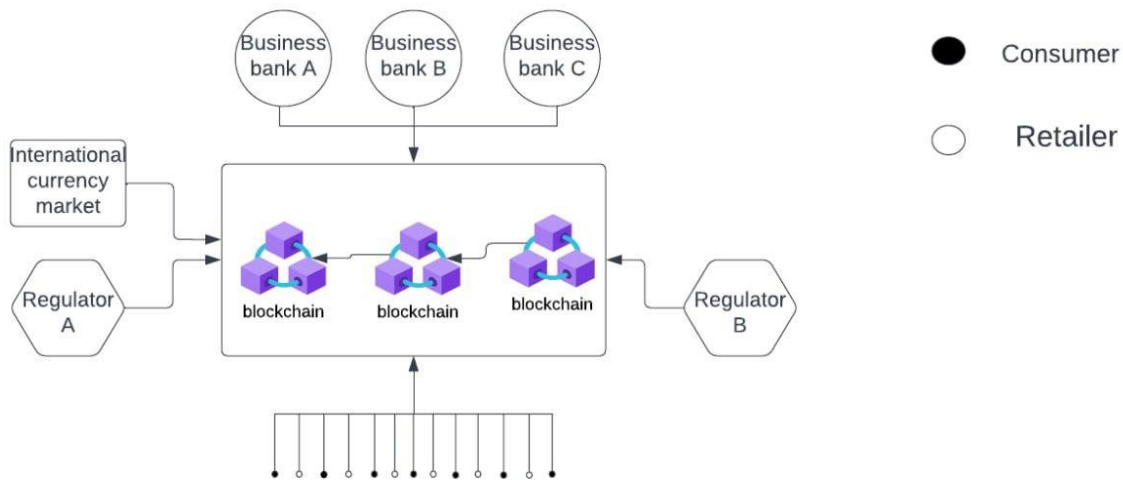 Business
bank A
Business
bank B
Business
bank C
Consumer
Retailer
International
currency
market
Regulator
A
blockchain
blockchain
blockchain
Regulator
B